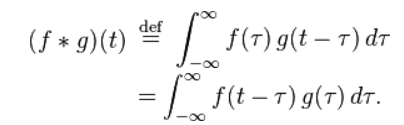 (f ∗ g)(t) ≝ ∫_{−∞}^{∞} f(τ) g(t − τ) dτ
= ∫_{−∞}^{∞} f(t − τ) g(τ) dτ.